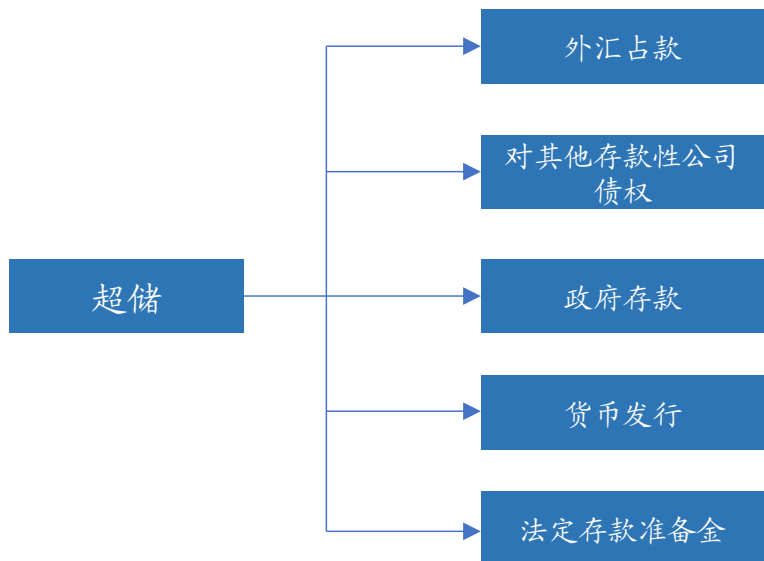 外汇占款
对其他存款性公司
债权
超储
政府存款
货币发行
法定存款准备金